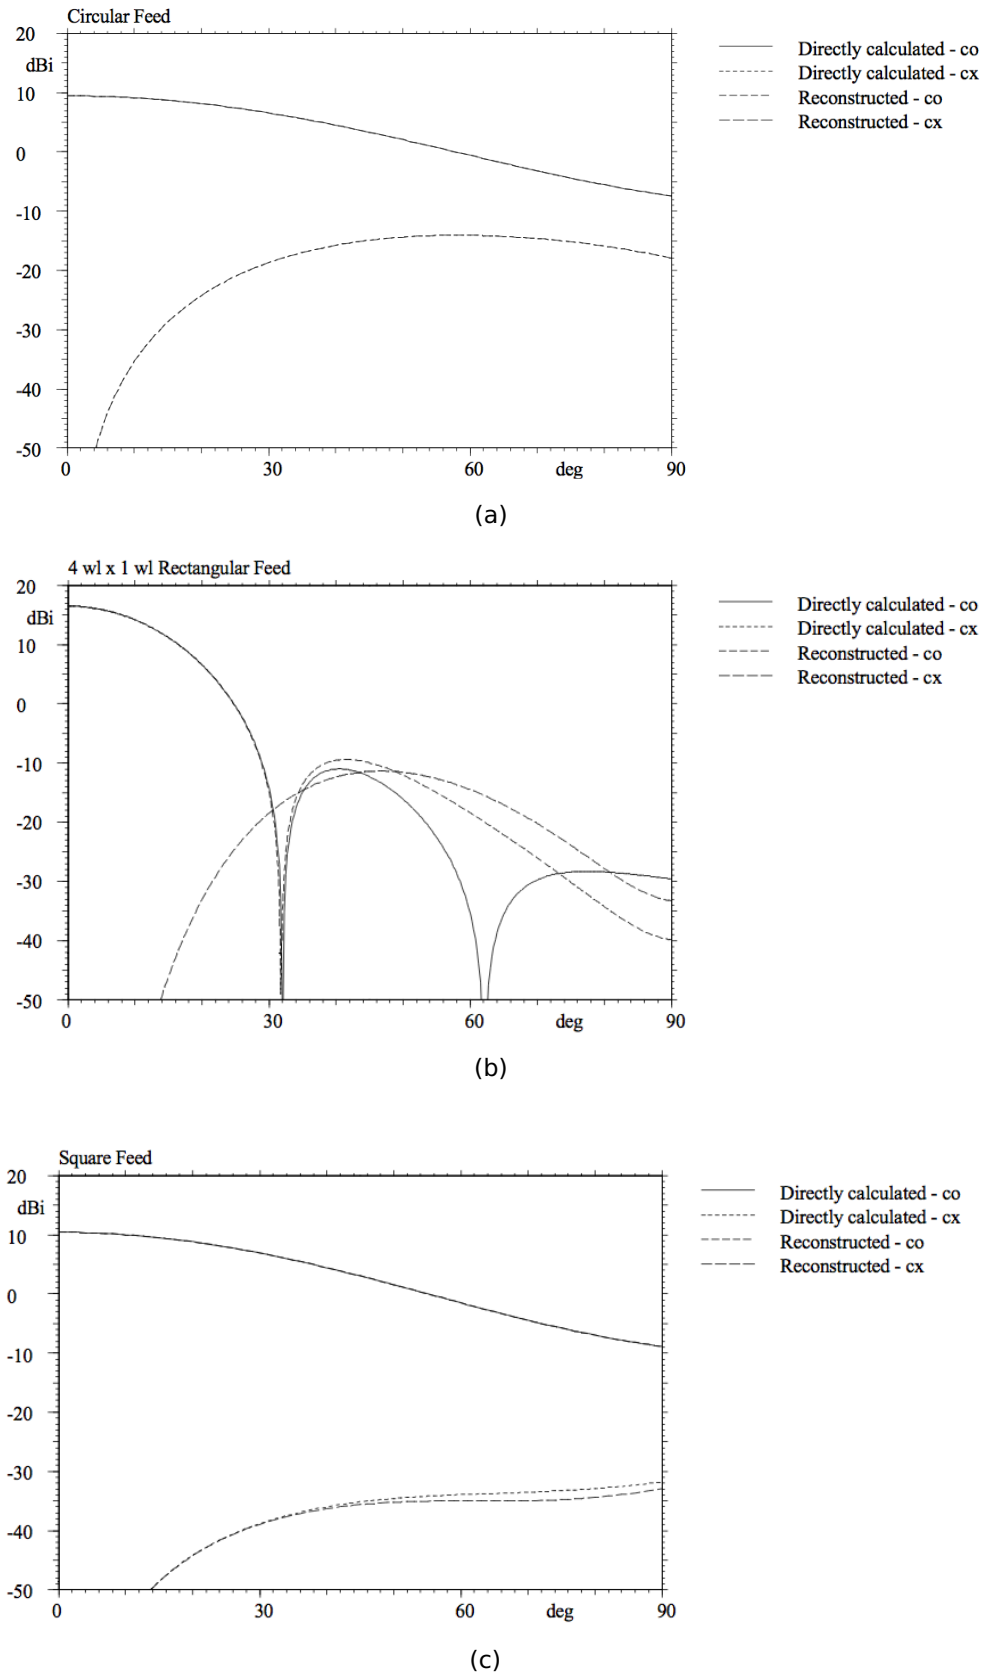 Circular Feed
20
dBi
10
0
-10
-20
-30
-40
-50
0 30 60 deg 90
Directly calculated - co
Directly calculated - cx
Reconstructed - co
Reconstructed - cx
(a)
4 wl x 1 wl Rectangular Feed
20
dBi
10
0
-10
-20
-30
-40
-50
0 30 60 deg 90
Directly calculated - co
Directly calculated - cx
Reconstructed - co
Reconstructed - cx
(b)
Square Feed
20
dBi
10
0
-10
-20
-30
-40
-50
0 30 60 deg 90
Directly calculated - co
Directly calculated - cx
Reconstructed - co
Reconstructed - cx
(c)